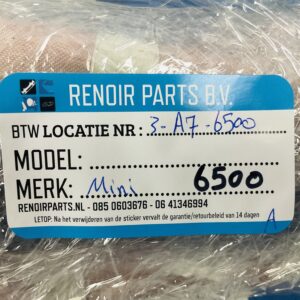 RENOIR PARTS B.V.
BTW LOCATIE NR : 3-A7-6500
MODEL:
MERK: Mini 6500
RENOIRPARTS.NL - 085 0603676 - 06 41346994
LETOP: Na het verwijderen van de sticker vervalt de garantie/retourbeleid van 14 dagen
A